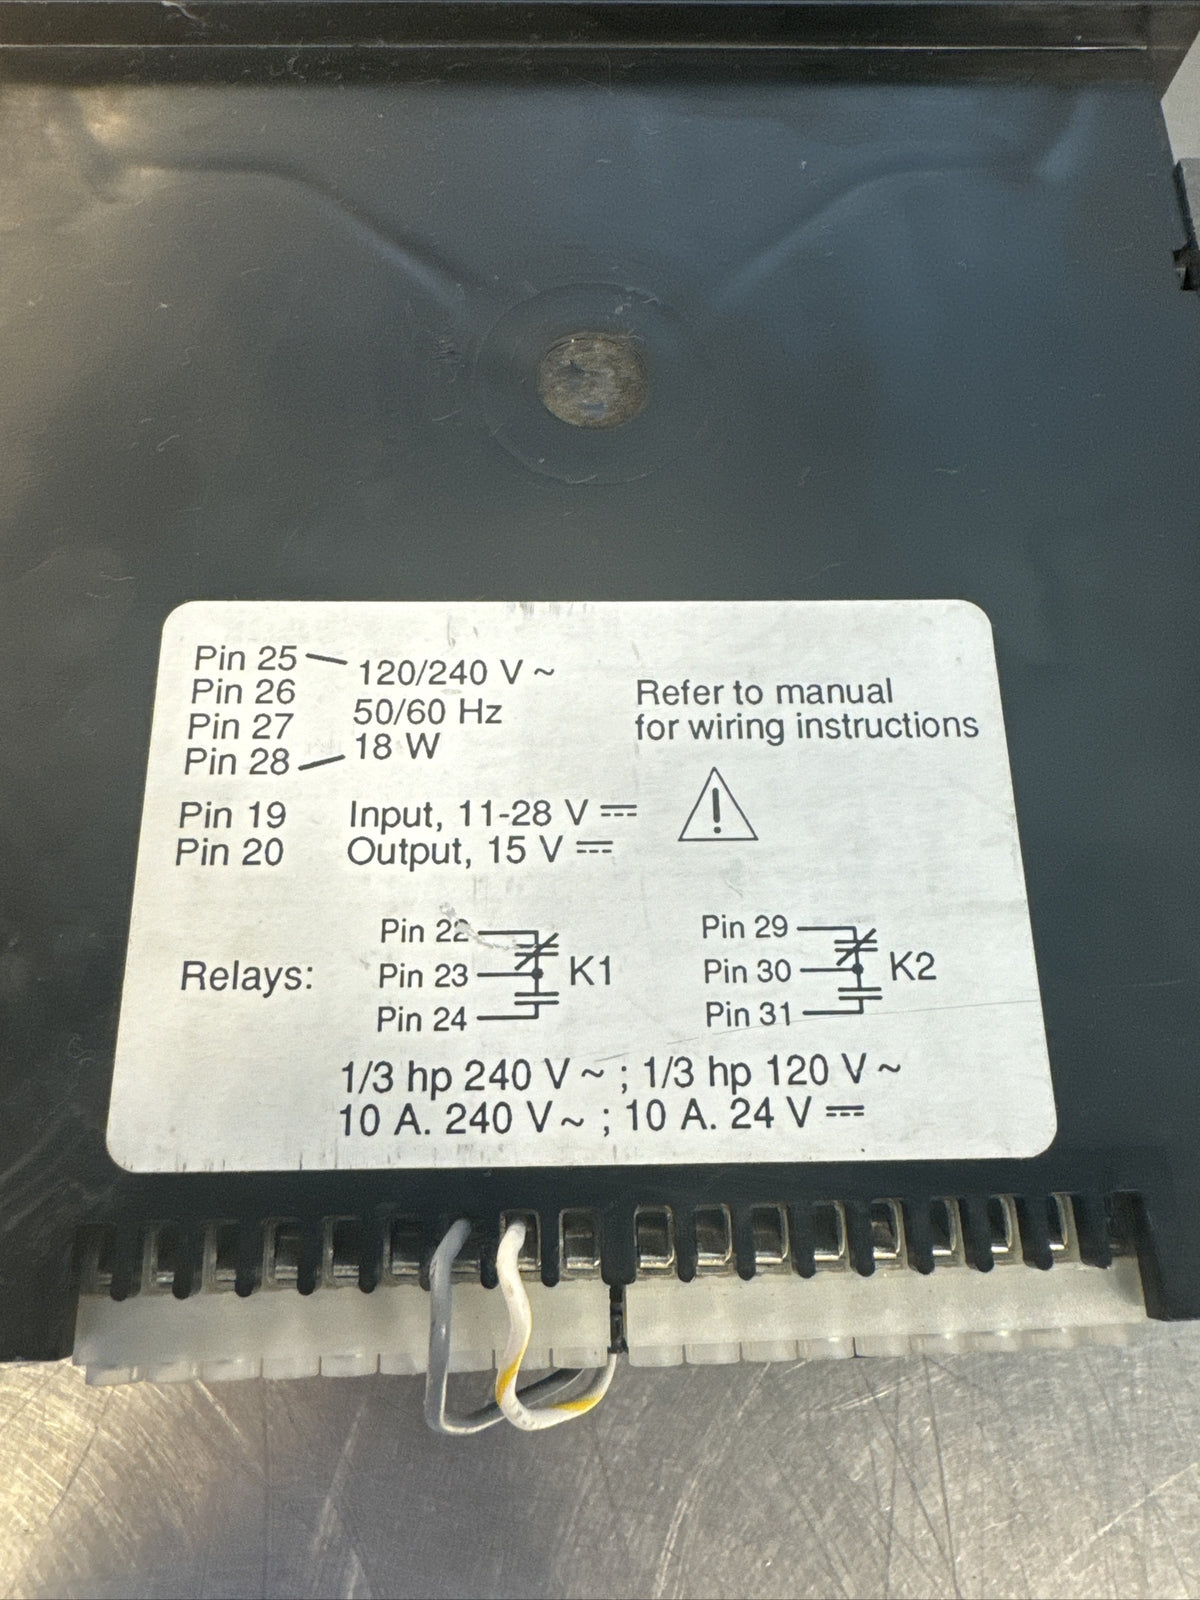 Pin 25
120/240 V ~
Pin 26
50/60 Hz
Pin 27
18 W
Pin 28
Refer to manual
for wiring instructions
!
Pin 19 Input, 11-28 V ⎓
Pin 20 Output, 15 V ⎓
Relays:
Pin 22
Pin 23 K1
Pin 24
Pin 29
Pin 30 K2
Pin 31
1/3 hp 240 V ~ ; 1/3 hp 120 V ~
10 A. 240 V ~ ; 10 A. 24 V ⎓